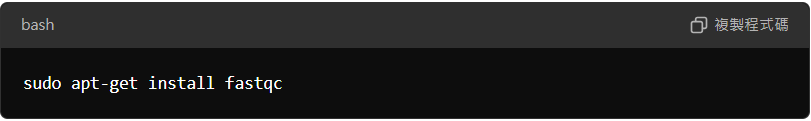 bash
複製程式碼
sudo apt-get install fastqc